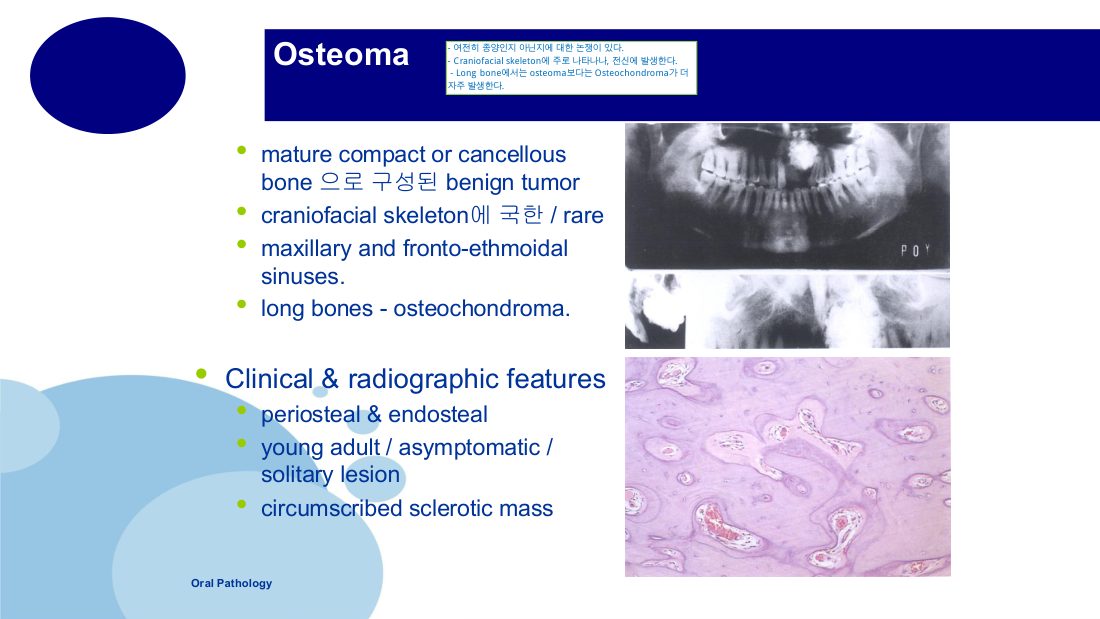 Osteoma
- 여전히 종양인지 아닌지에 대한 논쟁이 있다.
- Craniofacial skeleton에 주로 나타나나, 전신에 발생한다.
- Long bone에서는 osteoma보다는 Osteochondroma가 더
자주 발생한다.
• mature compact or cancellous
bone 으로 구성된 benign tumor
• craniofacial skeleton에 국한 / rare
• maxillary and fronto-ethmoidal
sinuses.
• long bones - osteochondroma.
• Clinical & radiographic features
• periosteal & endosteal
• young adult / asymptomatic /
solitary lesion
• circumscribed sclerotic mass
P O Y
Oral Pathology